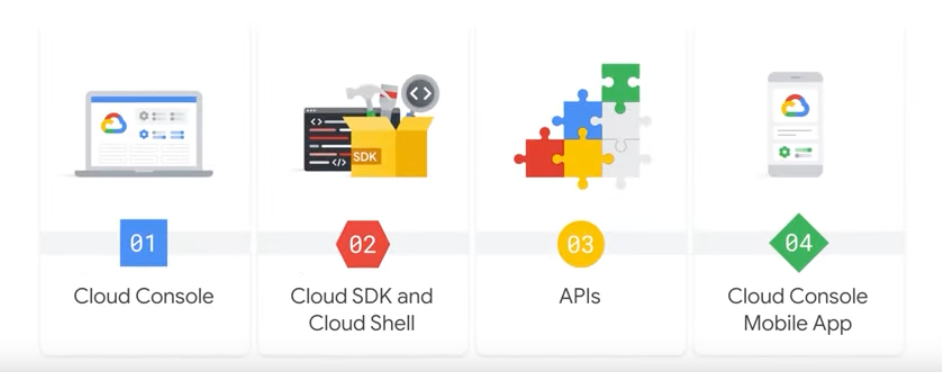 </>
</>
SDK
01
Cloud Console
02
Cloud SDK and
Cloud Shell
03
APIs
04
Cloud Console
Mobile App